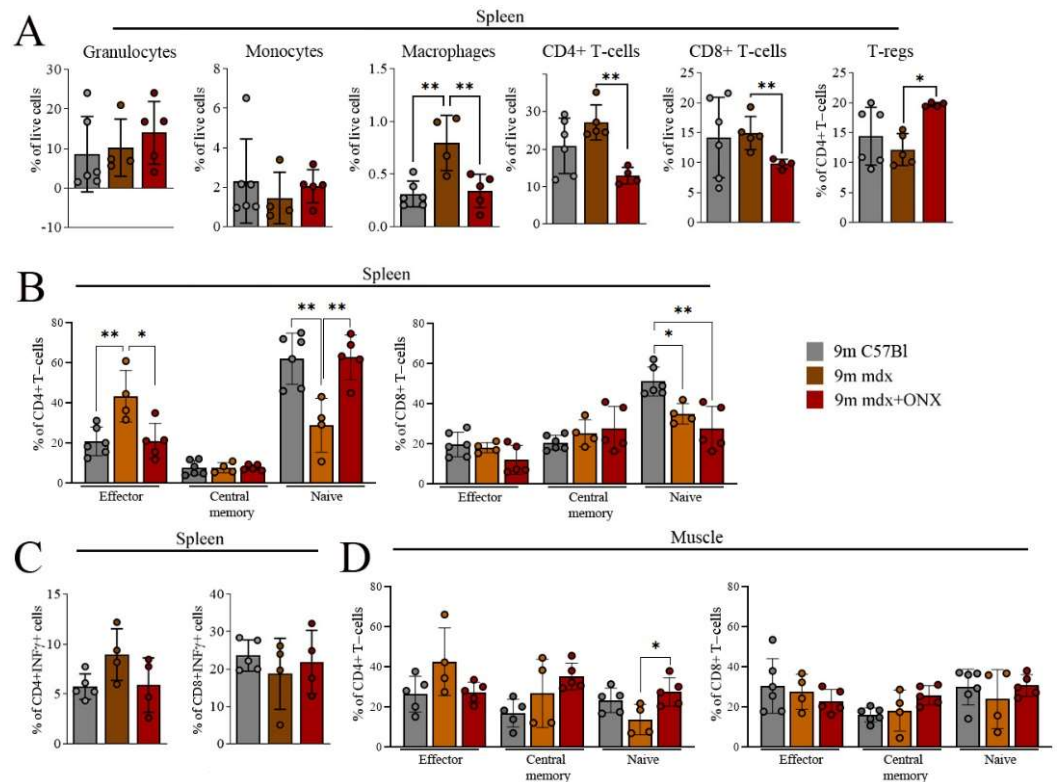 A
Spleen
Granulocytes
Monocytes
Macrophages
CD4+ T-cells
CD8+ T-cells
T-regs
% of live cells
30
20
10
0
-10
% of live cells
8
6
4
2
0
% of live cells
1.5
1.0
0.5
0.0
** **
% of live cells
30
20
10
0
**
% of live cells
25
20
15
10
5
0
**
% of CD4+ T-cells
25
20
15
10
5
0
*
B
Spleen
% of CD4+ T-cells
80
60
40
20
0
** *
** **
Effector
Central
memory
Naive
% of CD8+ T-cells
80
60
40
20
0
**
*
Effector
Central
memory
Naive
9m C57Bl
9m mdx
9m mdx+ONX
C
Spleen
% of CD4+INFγ+ cells
15
10
5
0
% of CD8+INFγ+ cells
40
30
20
10
0
D
Muscle
% of CD4+ T-cells
80
60
40
20
0
*
Effector
Central
memory
Naive
% of CD8+ T-cells
80
60
40
20
0
Effector
Central
memory
Naive